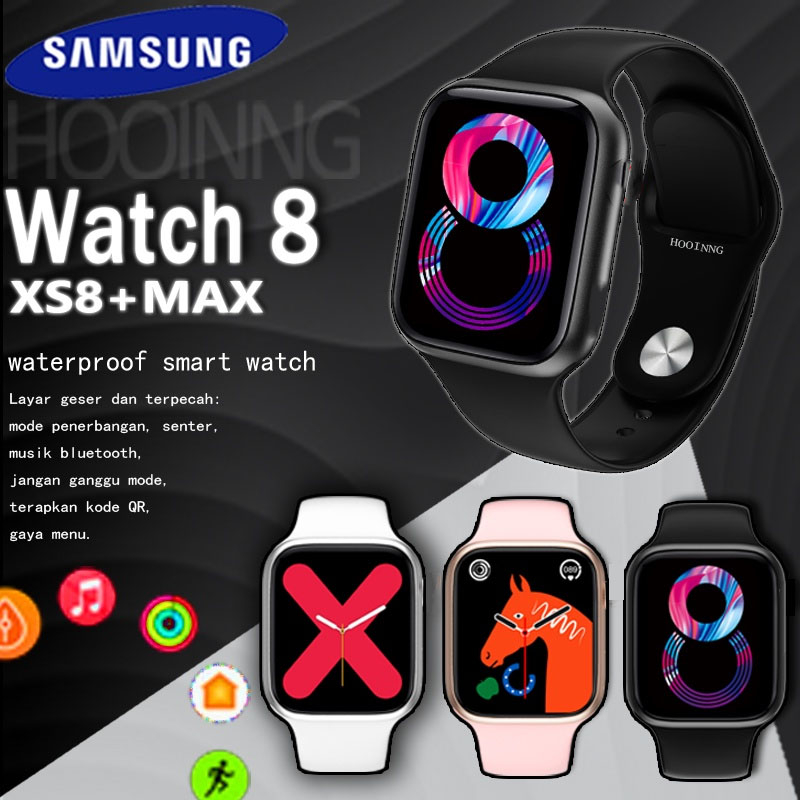 SAMSUNG
HOOINNG
Watch 8
XS8+MAX
waterproof smart watch
Layar geser dan terpecah:
mode penerbangan, senter,
musik bluetooth,
jangan ganggu mode,
terapkan kode QR,
gaya menu.
HOOINNG
089